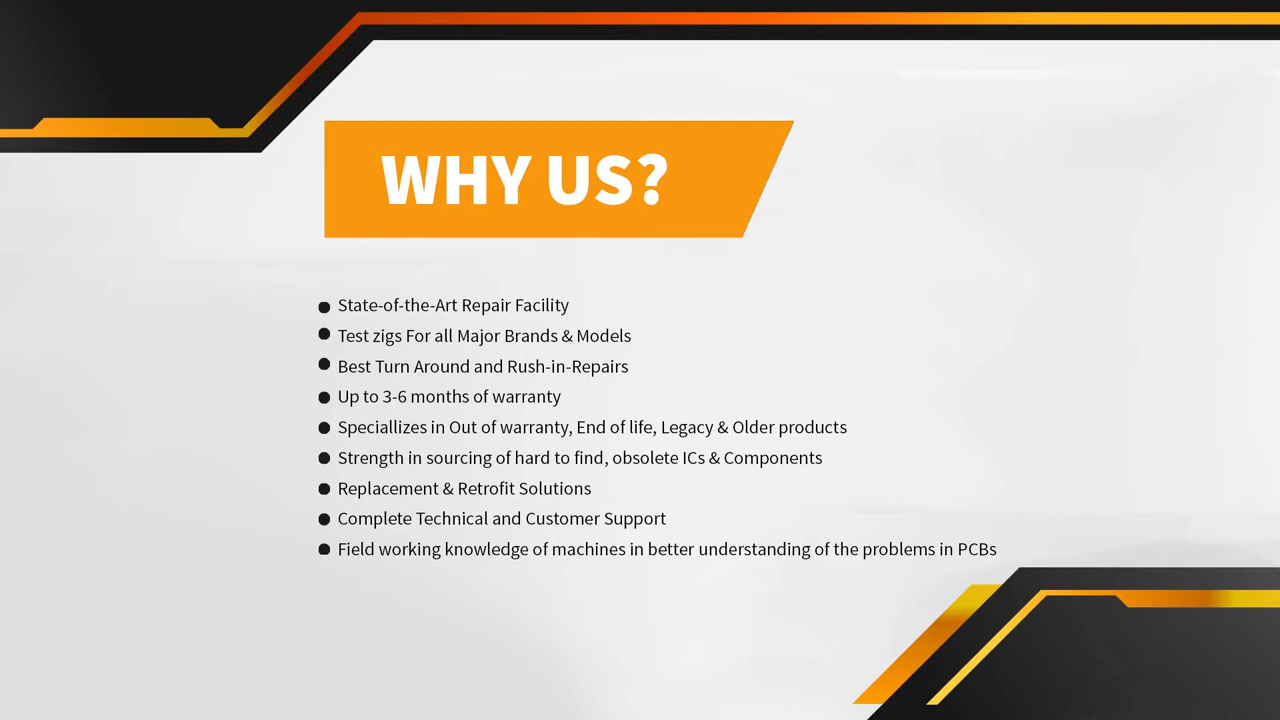 WHY US?
State-of-the-Art Repair Facility
Test zigs For all Major Brands & Models
Best Turn Around and Rush-in-Repairs
Up to 3-6 months of warranty
Speciallizes in Out of warranty, End of life, Legacy & Older products
Strength in sourcing of hard to find, obsolete ICs & Components
Replacement & Retrofit Solutions
Complete Technical and Customer Support
Field working knowledge of machines in better understanding of the problems in PCBs